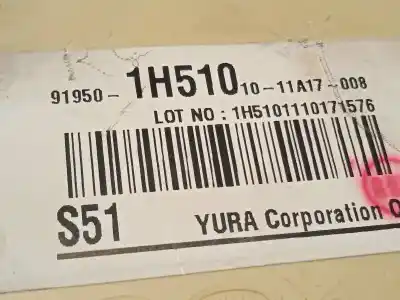 91950-1H510 10-11A17-008
LOT NO : 1H5101110171576
S51 YURA Corporation